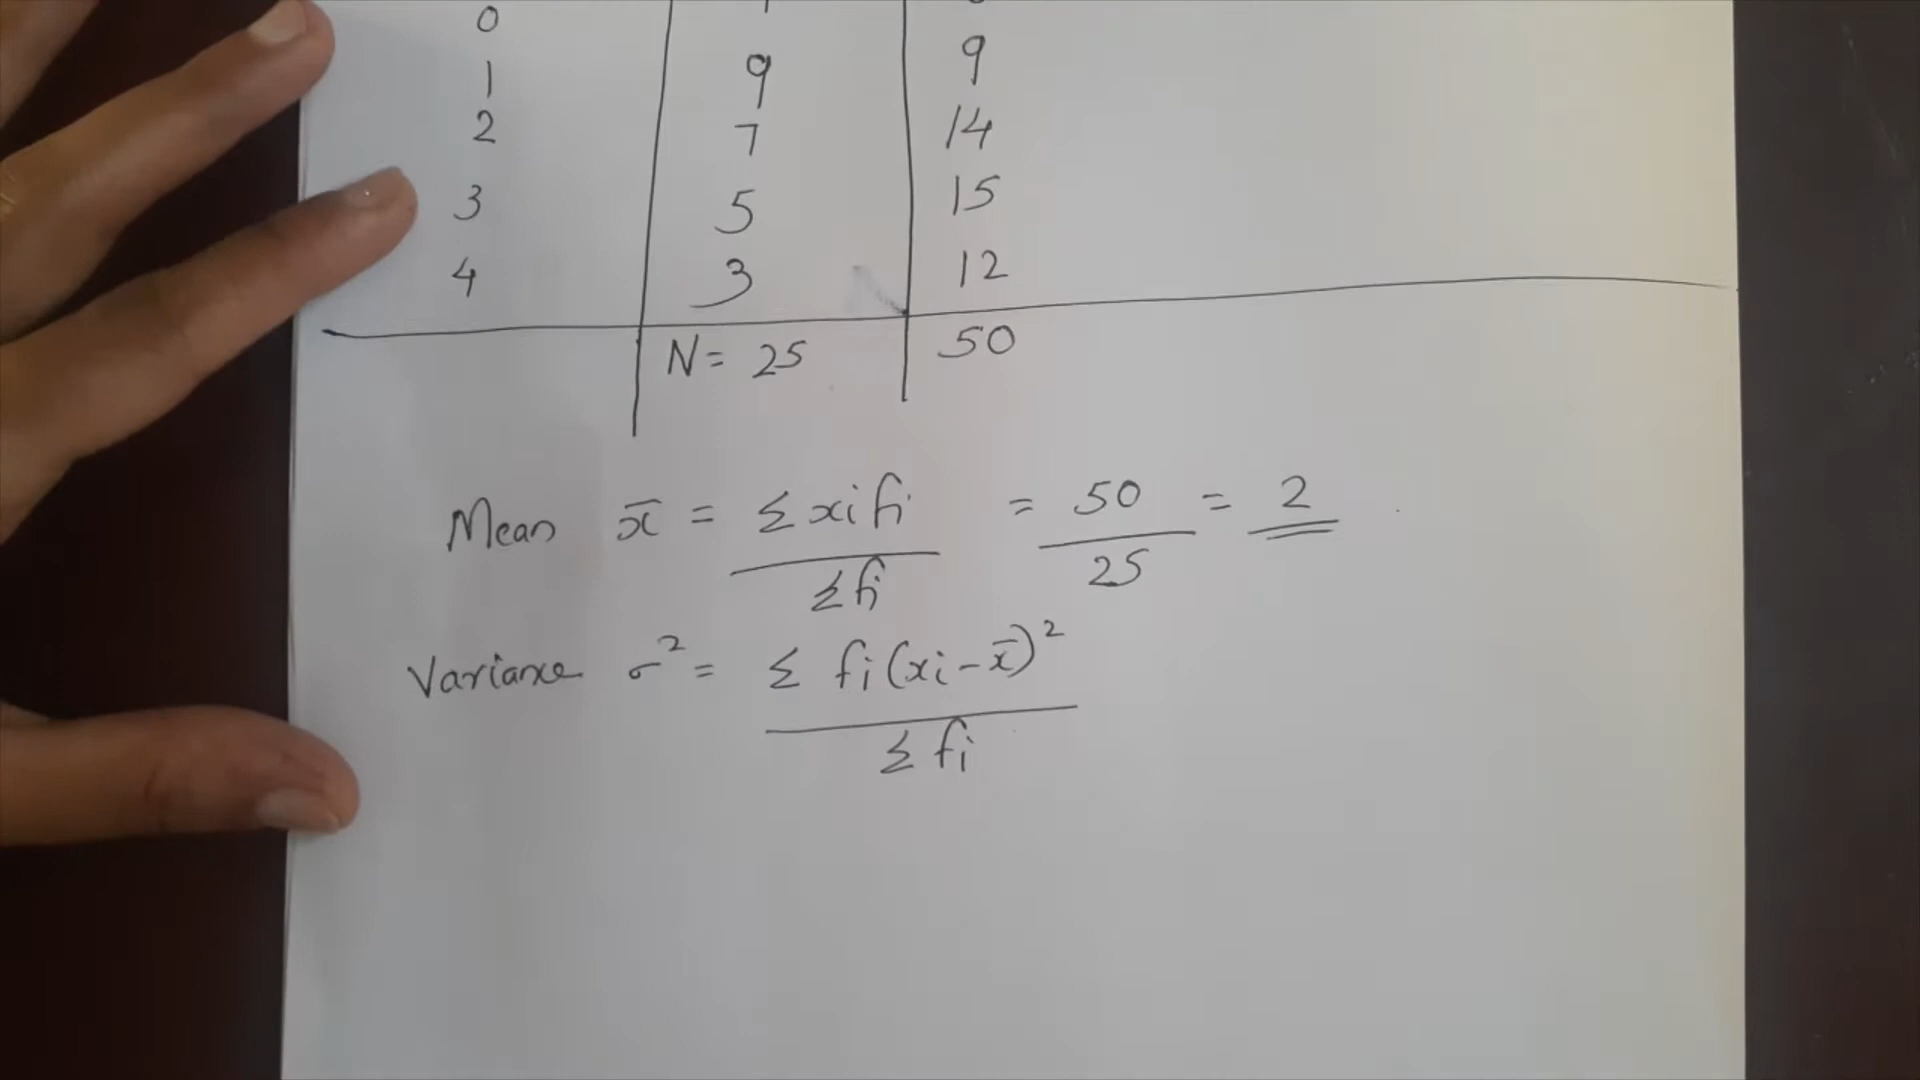 0
1 9 9
2 7 14
3 5 15
4 3 12
N = 25 50
Mean x̄ = Σxifi / Σfi = 50 / 25 = 2
Variance σ² = Σ fi(xi - x̄)² / Σ fi